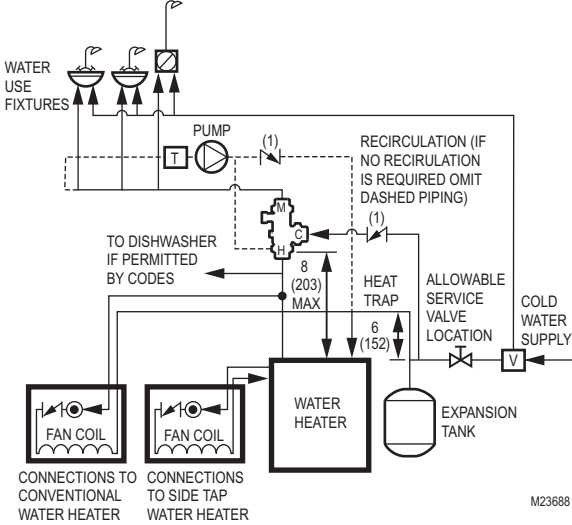 WATER
USE
FIXTURES
PUMP
(1)
T
RECIRCULATION (IF
NO RECIRULATION
IS REQUIRED OMIT
DASHED PIPING)
M
C
H
(1)
TO DISHWASHER
IF PERMITTED
BY CODES
8
(203)
MAX
HEAT
TRAP
6
(152)
ALLOWABLE
SERVICE
VALVE
LOCATION
COLD
WATER
SUPPLY
V
FAN COIL
FAN COIL
WATER
HEATER
EXPANSION
TANK
CONNECTIONS TO
CONVENTIONAL
WATER HEATER
CONNECTIONS
TO SIDE TAP
WATER HEATER
M23688